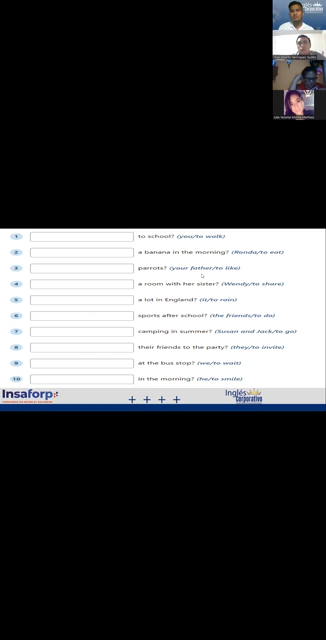 Inglés
Corporativo
1 to school? (you/to walk)
2 a banana in the morning? (Ronda/to eat)
3 parrots? (your father/to like)
4 a room with her sister? (Wendy/to share)
5 a lot in England? (it/to rain)
6 sports after school? (the friends/to do)
7 camping in summer? (Susan and Jack/to go)
8 their friends to the party? (they/to invite)
9 at the bus stop? (we/to wait)
10 in the morning? (he/to smile)
Insaforp
+ + + +
Inglés
Corporativo